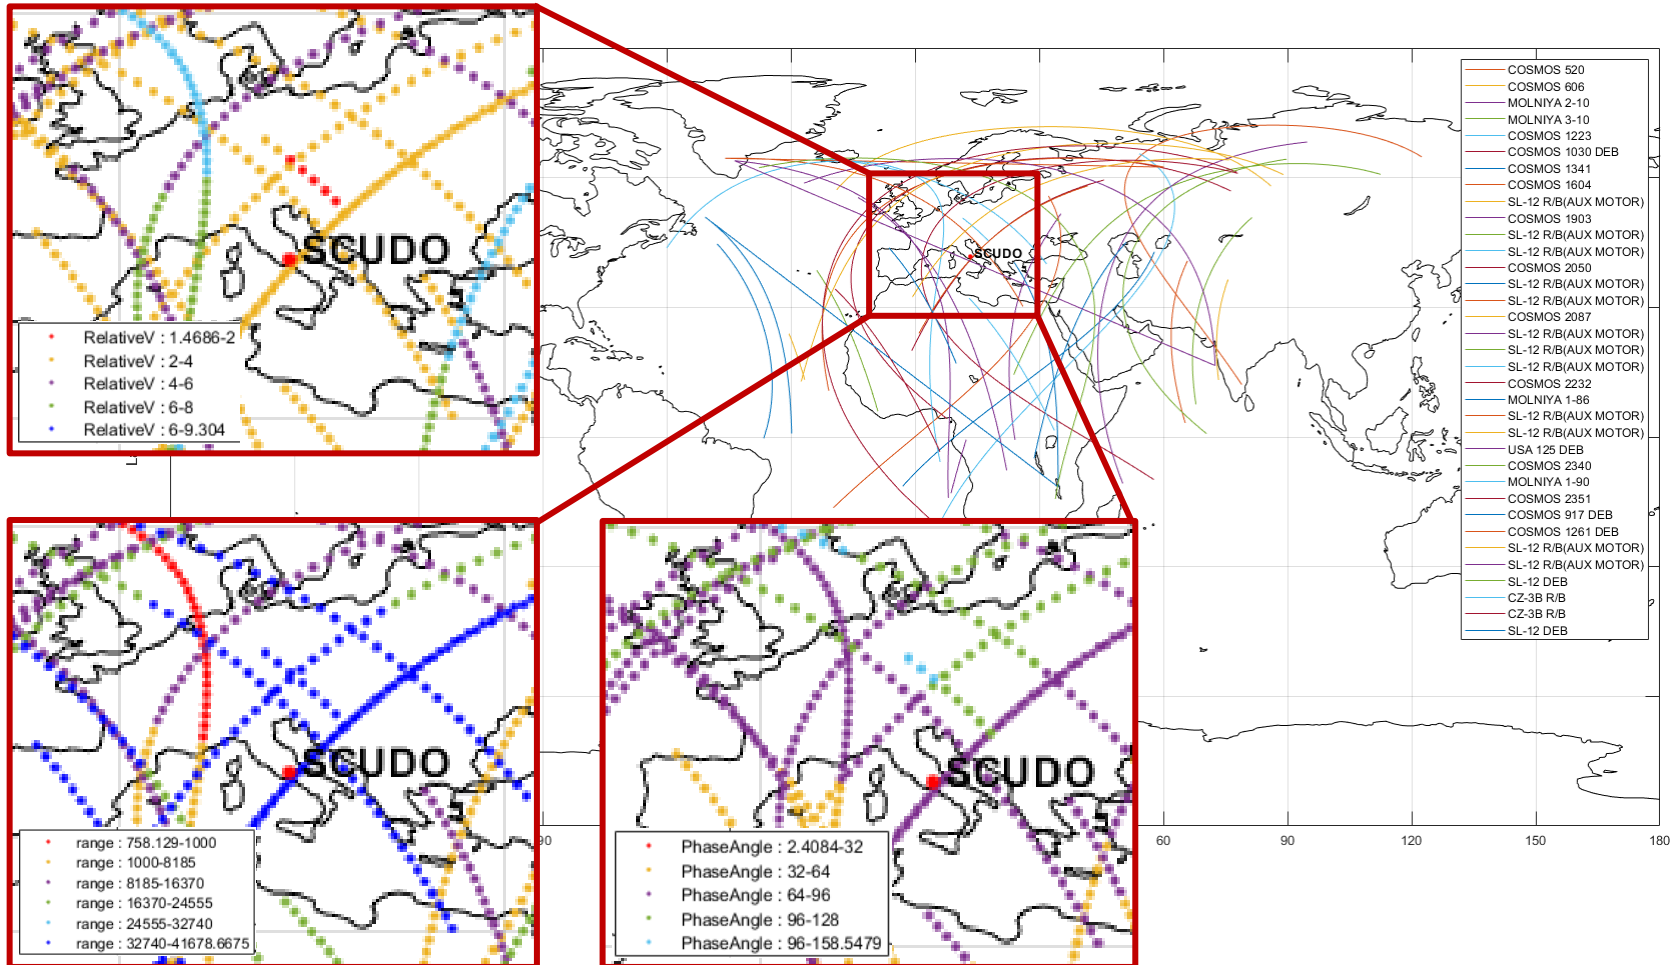 SCUDO
RelativeV : 1.4686-2
RelativeV : 2-4
RelativeV : 4-6
RelativeV : 6-8
RelativeV : 6-9.304
SCUDO
COSMOS 520
COSMOS 606
MOLNIYA 2-10
MOLNIYA 3-10
COSMOS 1223
COSMOS 1030 DEB
COSMOS 1341
COSMOS 1604
SL-12 R/B(AUX MOTOR)
COSMOS 1903
SL-12 R/B(AUX MOTOR)
SL-12 R/B(AUX MOTOR)
COSMOS 2050
SL-12 R/B(AUX MOTOR)
SL-12 R/B(AUX MOTOR)
COSMOS 2087
SL-12 R/B(AUX MOTOR)
SL-12 R/B(AUX MOTOR)
SL-12 R/B(AUX MOTOR)
COSMOS 2232
MOLNIYA 1-86
SL-12 R/B(AUX MOTOR)
SL-12 R/B(AUX MOTOR)
USA 125 DEB
COSMOS 2340
MOLNIYA 1-90
COSMOS 2351
COSMOS 917 DEB
COSMOS 1261 DEB
SL-12 R/B(AUX MOTOR)
SL-12 R/B(AUX MOTOR)
SL-12 DEB
CZ-3B R/B
CZ-3B R/B
SL-12 DEB
SCUDO
range : 758.129-1000
range : 1000-8185
range : 8185-16370
range : 16370-24555
range : 24555-32740
range : 32740-41678.6675
SCUDO
PhaseAngle : 2.4084-32
PhaseAngle : 32-64
PhaseAngle : 64-96
PhaseAngle : 96-128
PhaseAngle : 96-158.5479
90 60 90 120 150 180